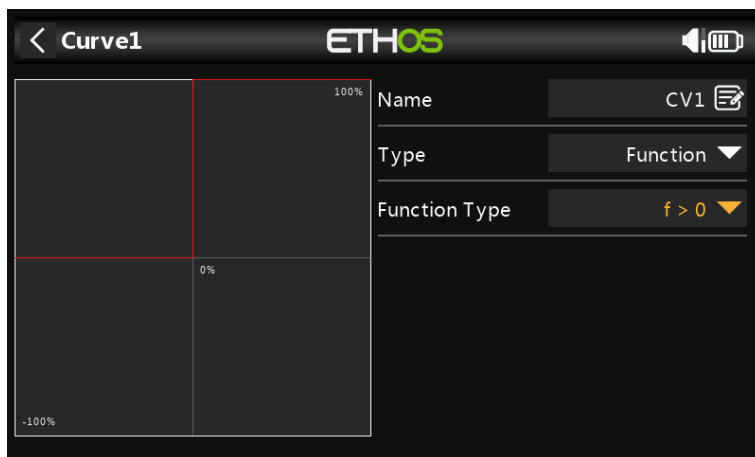 Curve1
ETHOS
100%
0%
-100%
Name
CV1
Type
Function
Function Type
f > 0